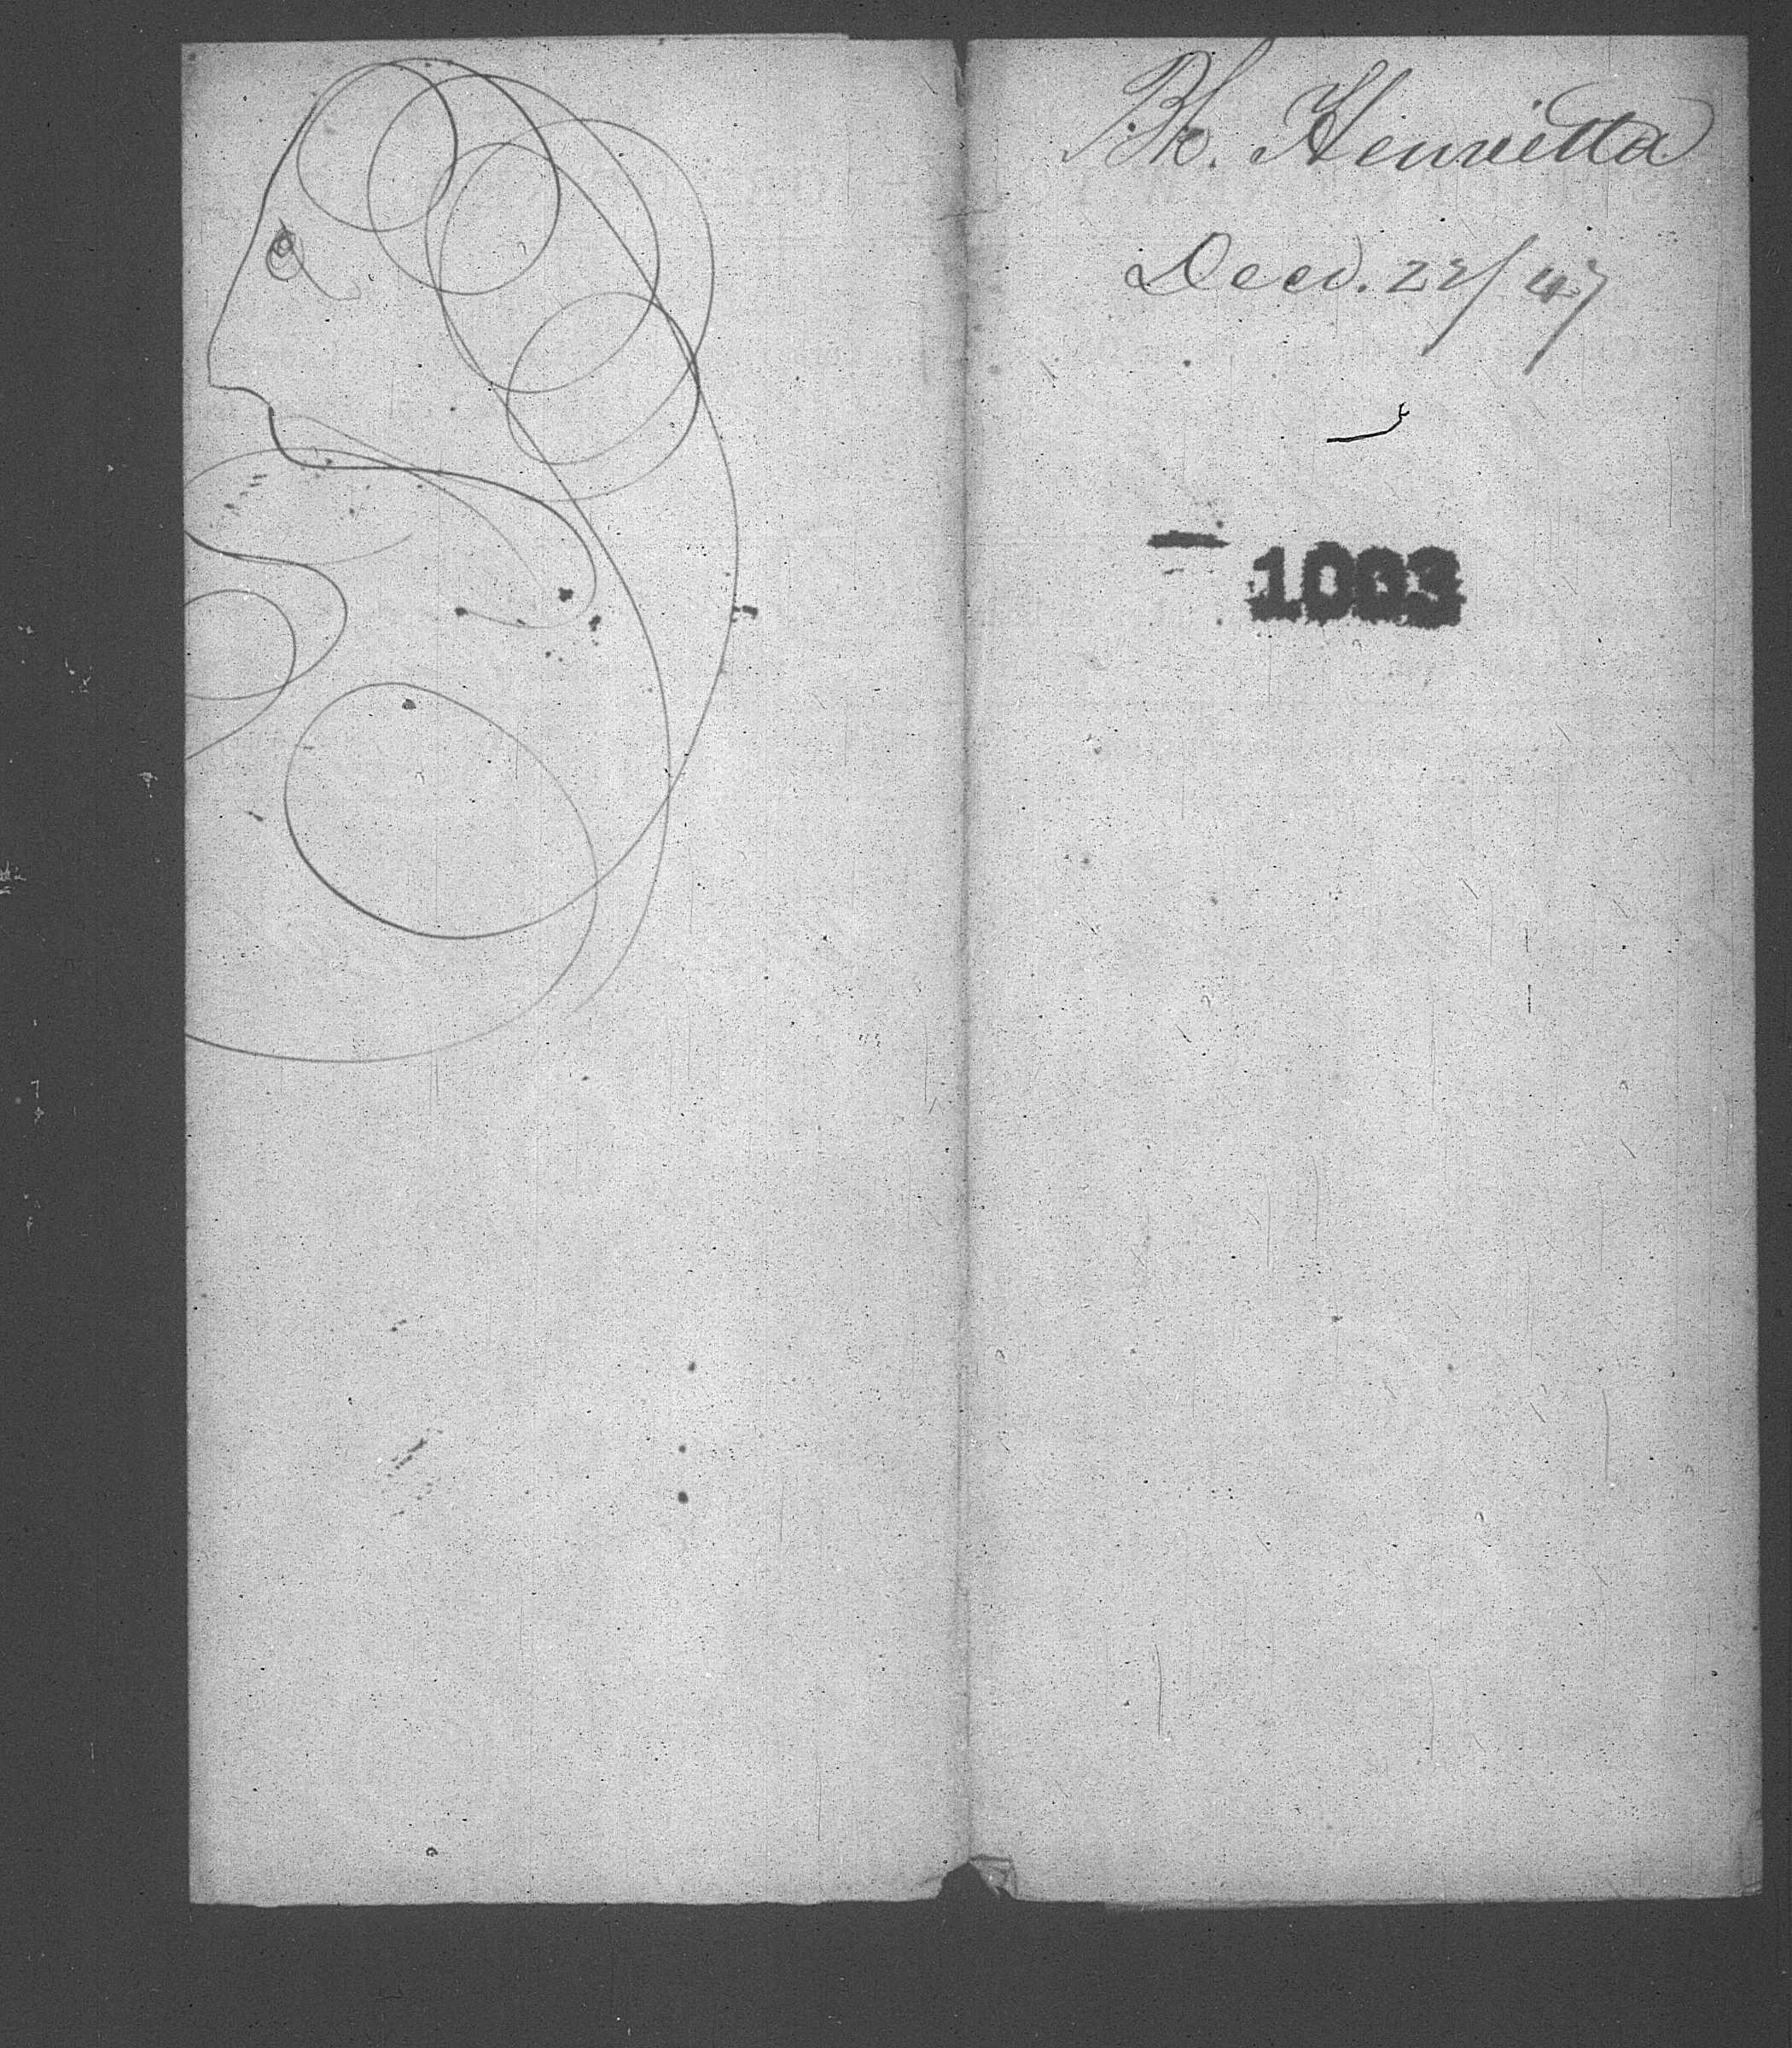 Bk. Henrietta
Decd. 22/47
1003